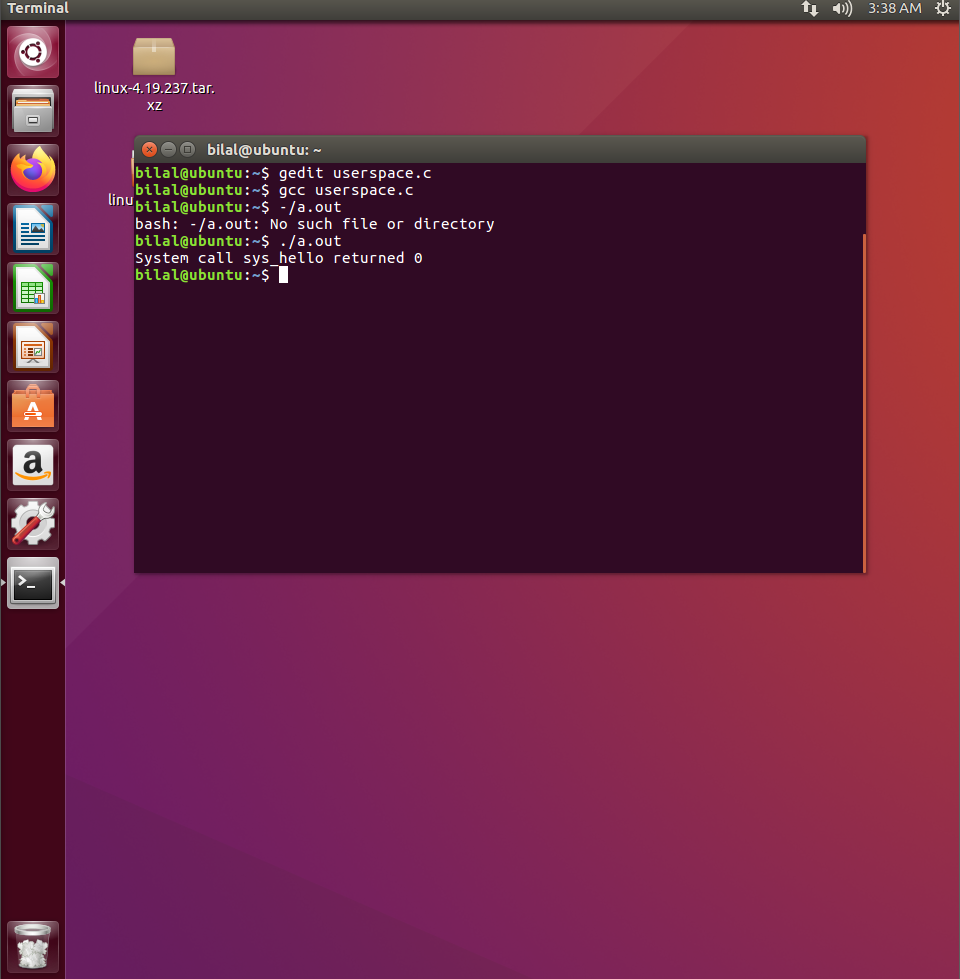 Terminal
3:38 AM
linux-4.19.237.tar.
xz
linu
bilal@ubuntu: ~
bilal@ubuntu:~$ gedit userspace.c
bilal@ubuntu:~$ gcc userspace.c
bilal@ubuntu:~$ -/a.out
bash: -/a.out: No such file or directory
bilal@ubuntu:~$ ./a.out
System call sys_hello returned 0
bilal@ubuntu:~$